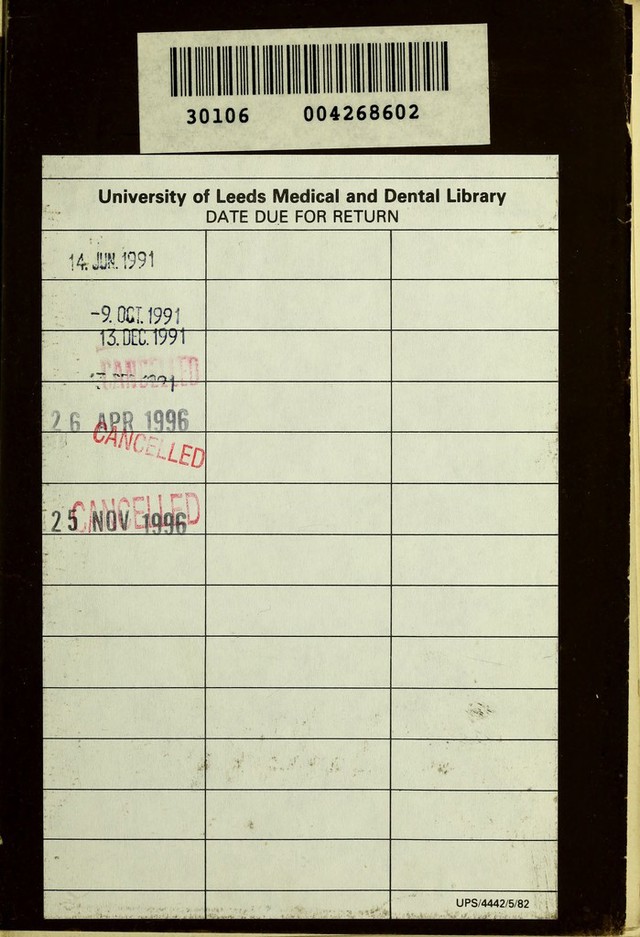 30106 004268602
University of Leeds Medical and Dental Library
DATE DUE FOR RETURN
14. JUN. 1991
-9. OCT. 1991
13. DEC. 1991
CANCELLED
26 APR 1996
CANCELLED
CANCELLED
25 NOV 1996
UPS/4442/5/82